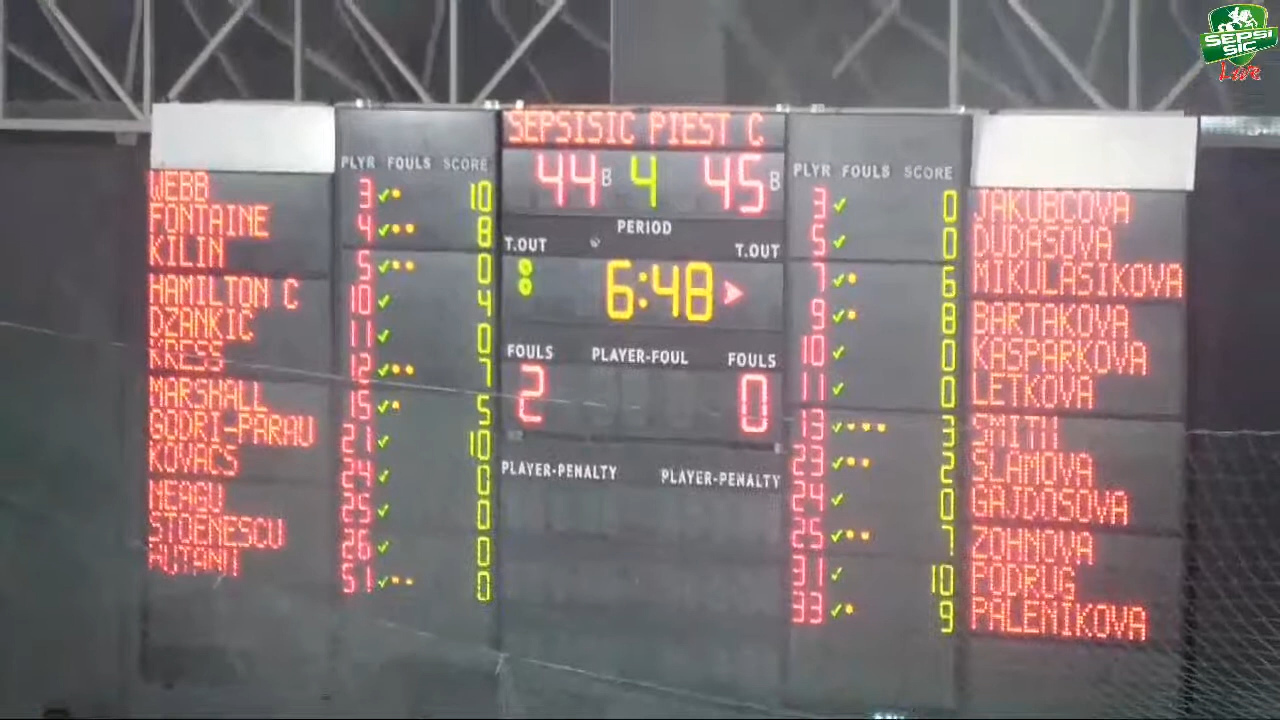 SEPSI
SIC
Live
SEPSISIC PIEST C
PLYR FOULS SCORE
44 B 4 45 B
PLYR FOULS SCORE
PERIOD
T.OUT T.OUT
6:48
FOULS PLAYER-FOUL FOULS
2 0
PLAYER-PENALTY PLAYER-PENALTY
WEBB 3 10
FONTAINE 4 8
KILIN 5 0
HAMILTON C 10 4
DZANKIC 11 0
KRESS 12 7
MARSHALL 15 5
GODRI-PARAU 21 10
KOVACS 24 0
NEAGU 25 0
STOENESCU 26 0
51 0
3 0 JAKUBCOVA
5 0 DUDASOVA
7 6 MIKULASIKOVA
9 8 BARTAKOVA
10 0 KASPARKOVA
11 0 LETKOVA
13 3 SMITH
23 2 SLAMOVA
24 0 GAJDOSOVA
25 7 ZOHNOVA
31 10 PODRUG
33 9 PALENIKOVA